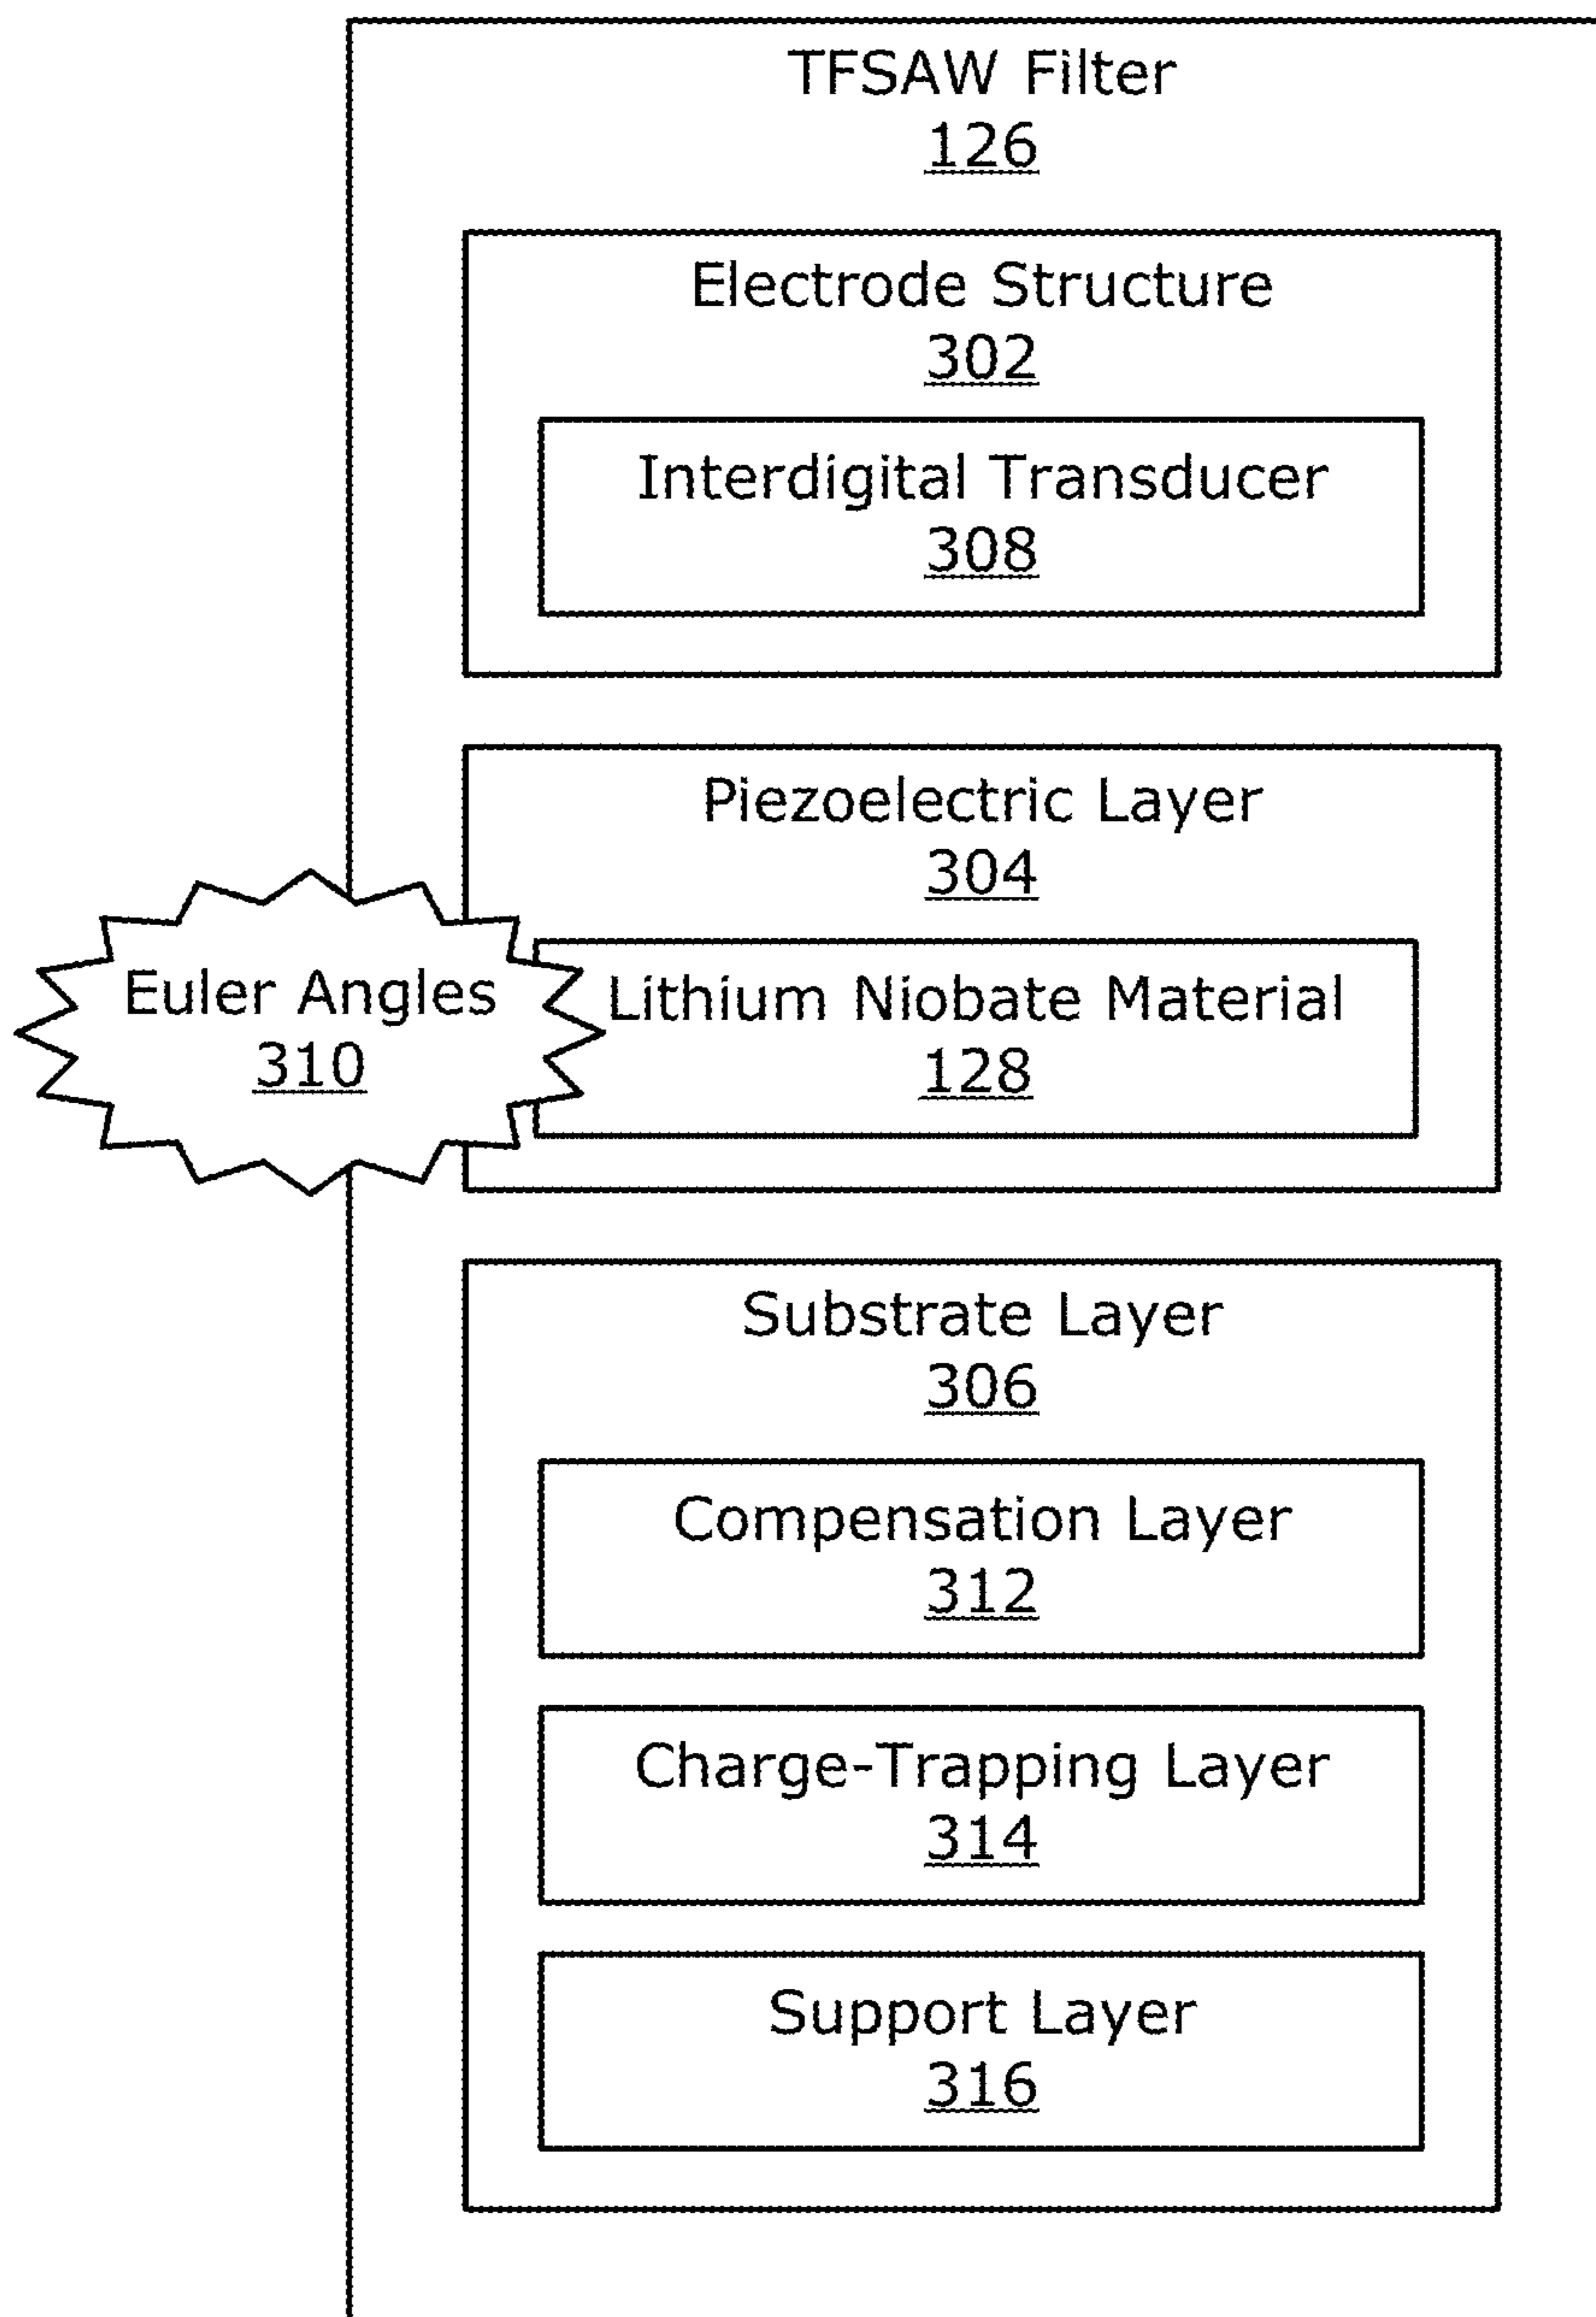 TFSAW Filter
126
Electrode Structure
302
Interdigital Transducer
308
Piezoelectric Layer
304
Euler Angles
310
Lithium Niobate Material
128
Substrate Layer
306
Compensation Layer
312
Charge-Trapping Layer
314
Support Layer
316